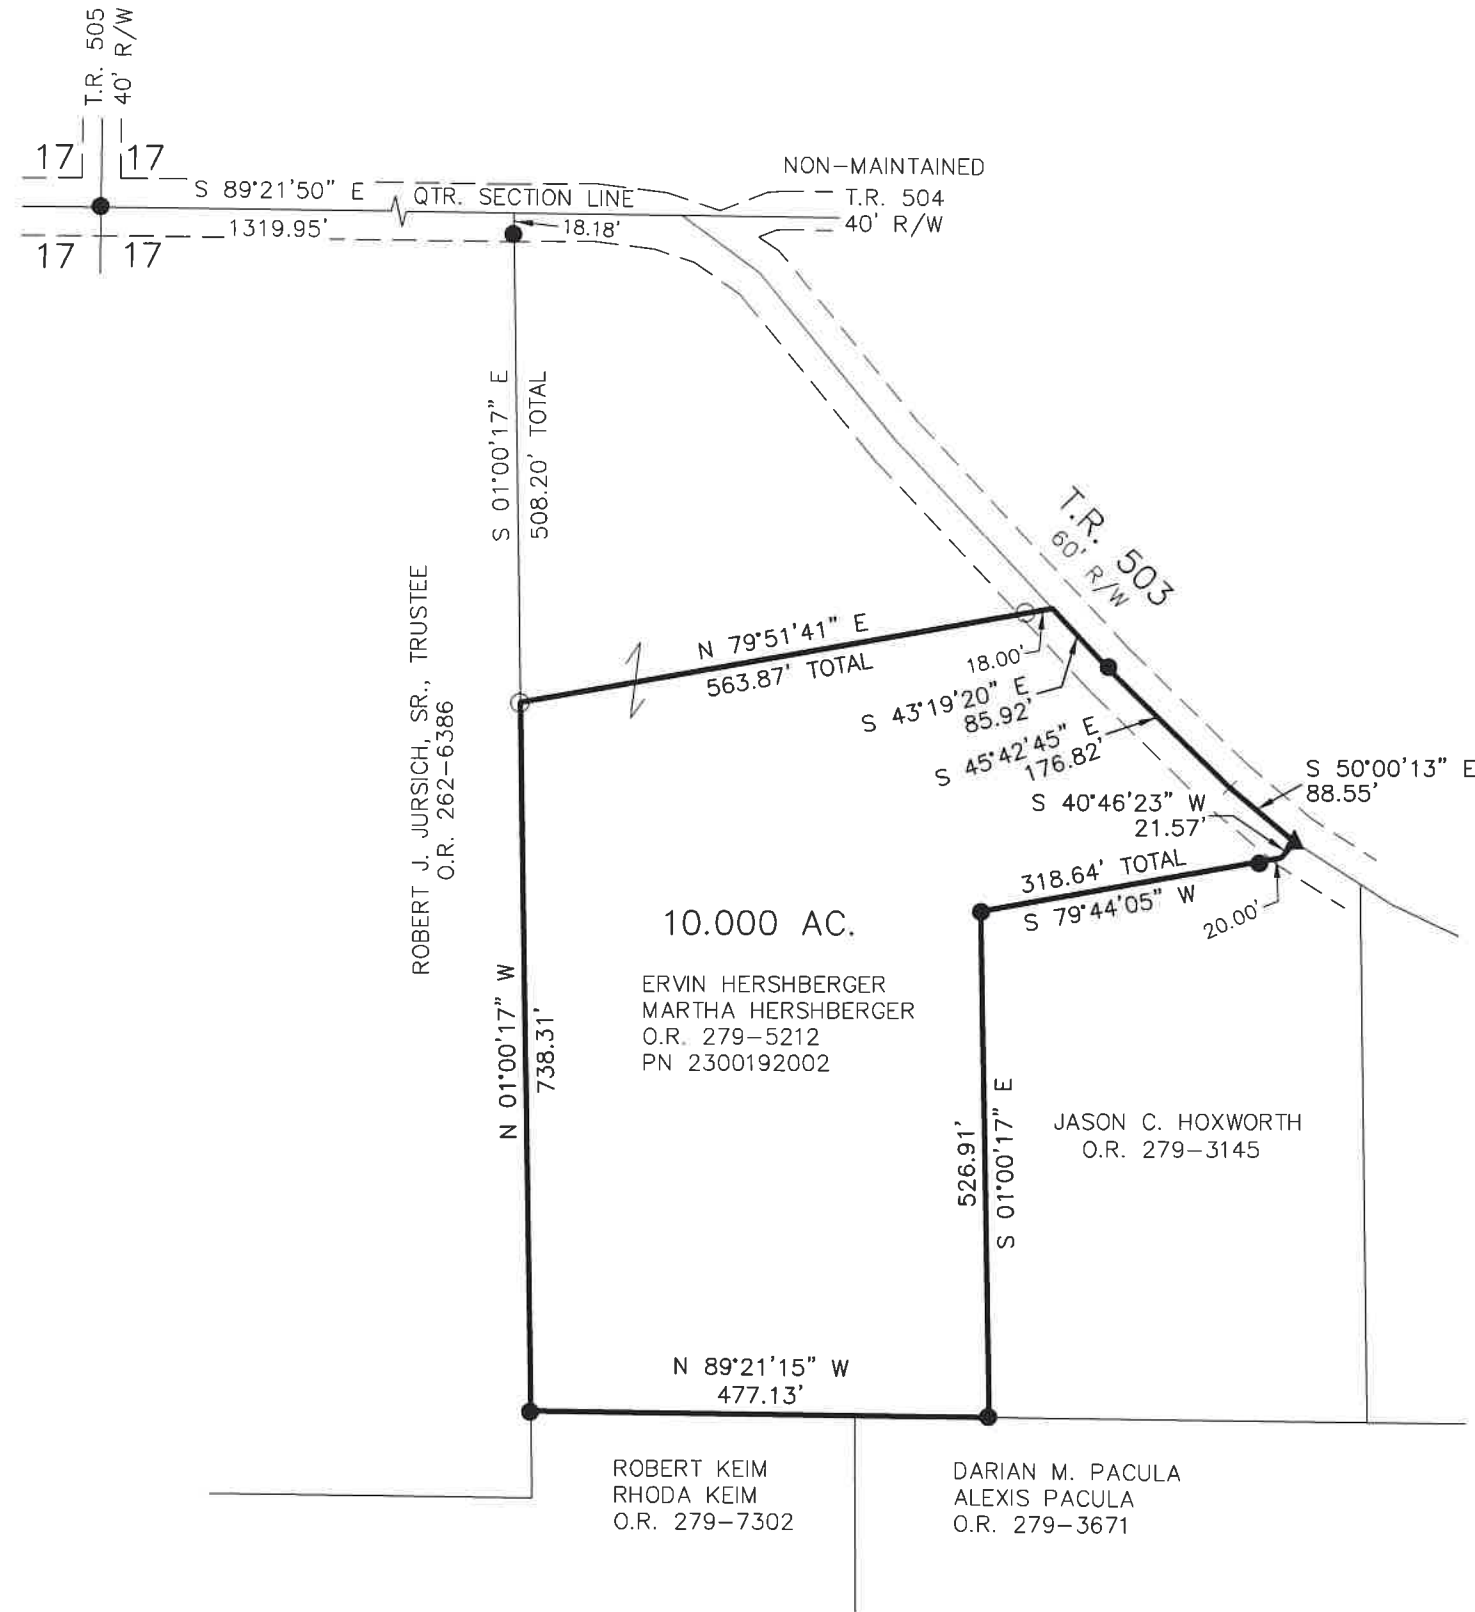 T.R. 505
40' R/W
17 17
17 17
S 89°21'50" E
1319.95'
QTR. SECTION LINE
18.18'
NON-MAINTAINED
T.R. 504
40' R/W
S 01°00'17" E
508.20' TOTAL
T.R. 503
60' R/W
ROBERT J. JURSICH, SR., TRUSTEE
O.R. 262-6386
N 79°51'41" E
563.87' TOTAL
18.00'
S 43°19'20" E
85.92'
S 45°42'45" E
176.82'
S 50°00'13" E
88.55'
S 40°46'23" W
21.57'
318.64' TOTAL
S 79°44'05" W
20.00'
10.000 AC.
ERVIN HERSHBERGER
MARTHA HERSHBERGER
O.R. 279-5212
PN 2300192002
N 01°00'17" W
738.31'
526.91'
S 01°00'17" E
JASON C. HOXWORTH
O.R. 279-3145
N 89°21'15" W
477.13'
ROBERT KEIM
RHODA KEIM
O.R. 279-7302
DARIAN M. PACULA
ALEXIS PACULA
O.R. 279-3671